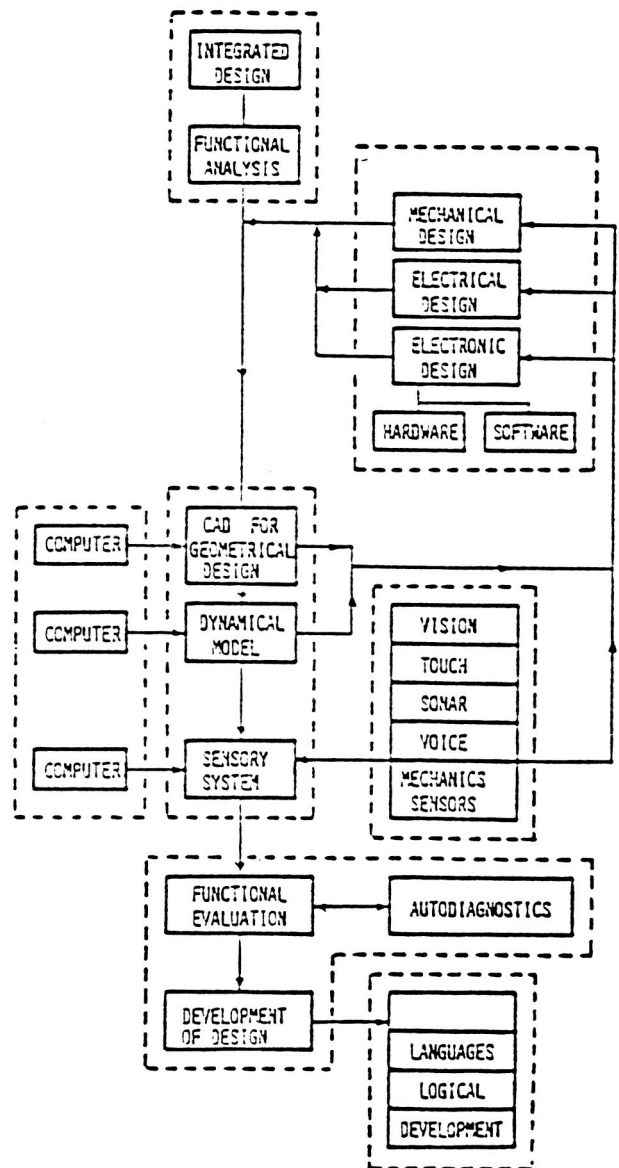 INTEGRATED
DESIGN
FUNCTIONAL
ANALYSIS
MECHANICAL
DESIGN
ELECTRICAL
DESIGN
ELECTRONIC
DESIGN
HARDWARE
SOFTWARE
COMPUTER
CAD FOR
GEOMETRICAL
DESIGN
COMPUTER
DYNAMICAL
MODEL
COMPUTER
SENSORY
SYSTEM
VISION
TOUCH
SONAR
VOICE
MECHANICS
SENSORS
FUNCTIONAL
EVALUATION
AUTODIAGNOSTICS
DEVELOPMENT
OF DESIGN
LANGUAGES
LOGICAL
DEVELOPMENT